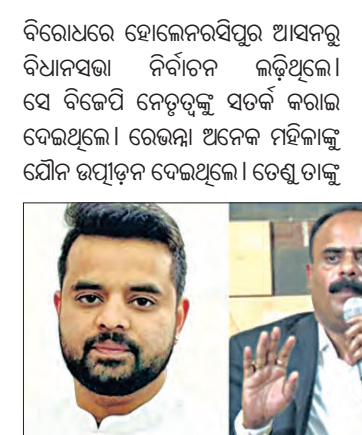 ବିରୋଧରେ ହୋଲେନରସିପୁର ଆସନରୁ
ବିଧାନସଭା ନିର୍ବାଚନ ଲଢ଼ିଥିଲେ।
ସେ ବିଜେପି ନେତୃତ୍ୱଙ୍କୁ ସତର୍କ କରାଇ
ଦେଇଥିଲେ। ରେଭନ୍ନା ଅନେକ ମହିଳାଙ୍କୁ
ଯୌନ ଉତ୍ପୀଡ଼ନ ଦେଇଥିଲେ। ତେଣୁ ତାଙ୍କୁ